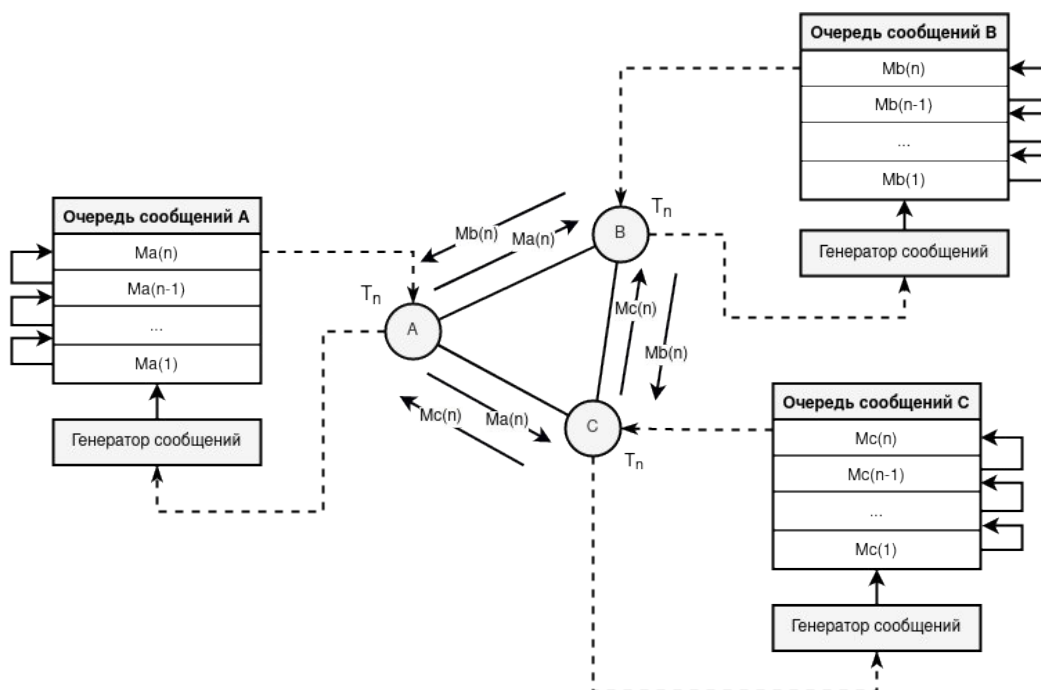 Очередь сообщений B
Mb(n)
Mb(n-1)
...
Mb(1)
Генератор сообщений
Очередь сообщений A
Ma(n)
Ma(n-1)
...
Ma(1)
Генератор сообщений
Mb(n)
Ma(n)
B
Tn
Tn
A
Mc(n)
Mb(n)
Mc(n)
Ma(n)
C
Tn
Очередь сообщений C
Mc(n)
Mc(n-1)
...
Mc(1)
Генератор сообщений